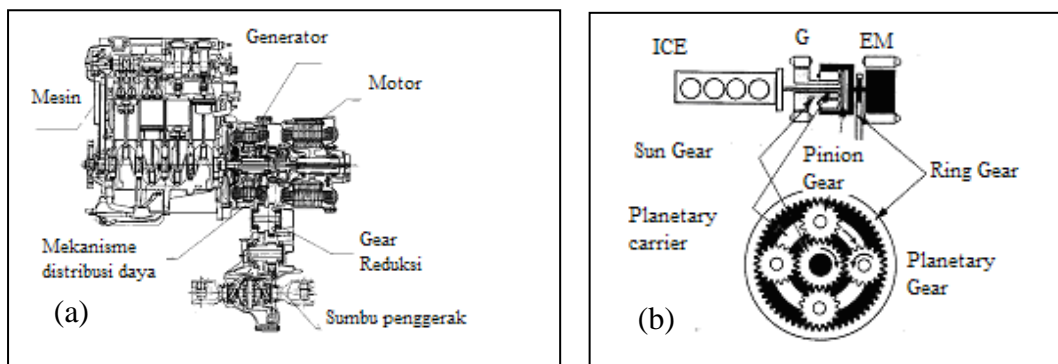 Generator
Motor
Mesin
Mekanisme
distribusi daya
Gear
Reduksi
Sumbu penggerak
(a)
ICE
G
EM
Sun Gear
Pinion
Gear
Ring Gear
Planetary
carrier
Planetary
Gear
(b)